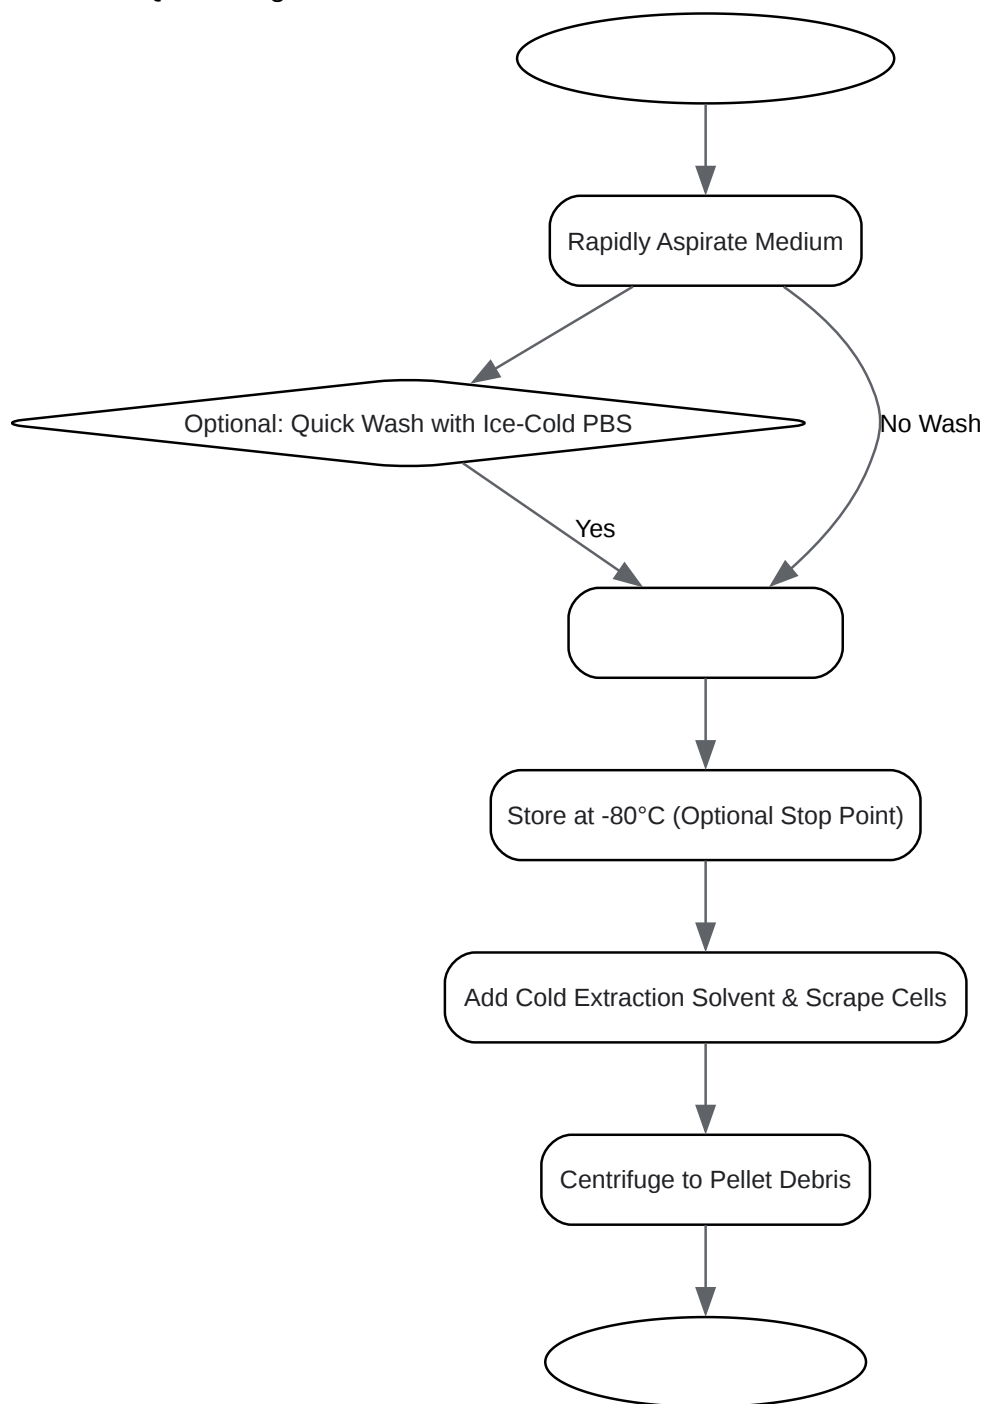 Rapidly Aspirate Medium
Optional: Quick Wash with Ice-Cold PBS
No Wash
Yes
Store at -80°C (Optional Stop Point)
Add Cold Extraction Solvent & Scrape Cells
Centrifuge to Pellet Debris